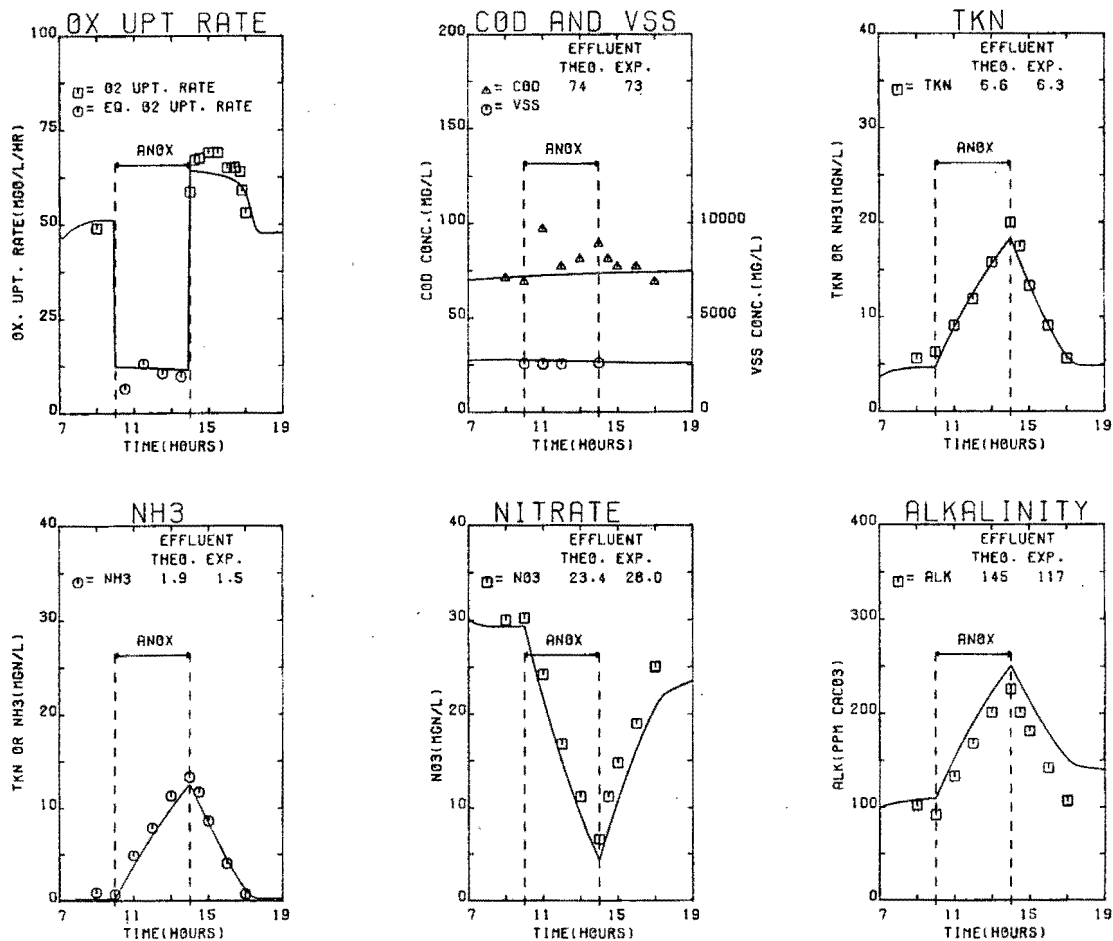 OX UPT RATE
100
75
50
25
0
OX. UPT. RATE(MGO/L/HR)
= O2 UPT. RATE
= EQ. O2 UPT. RATE
ANOX
7 11 15 19
TIME(HOURS)
COD AND VSS
200
150
100
75
50
25
0
COD CONC.(MG/L)
EFFLUENT
THEO. EXP.
= COD 74 73
= VSS
ANOX
10000
5000
0
VSS CONC.(MG/L)
7 11 15 19
TIME(HOURS)
TKN
40
30
20
10
0
TKN OR NH3(MGN/L)
EFFLUENT
THEO. EXP.
= TKN 6.6 6.3
ANOX
7 11 15 19
TIME(HOURS)
NH3
40
30
20
10
0
TKN OR NH3(MGN/L)
EFFLUENT
THEO. EXP.
= NH3 1.9 1.5
ANOX
7 11 15 19
TIME(HOURS)
NITRATE
40
30
20
10
0
NO3(MGN/L)
EFFLUENT
THEO. EXP.
= NO3 23.4 28.0
ANOX
7 11 15 19
TIME(HOURS)
ALKALINITY
400
300
200
100
0
ALK(PPM CACO3)
EFFLUENT
THEO. EXP.
= ALK 145 117
ANOX
7 11 15 19
TIME(HOURS)